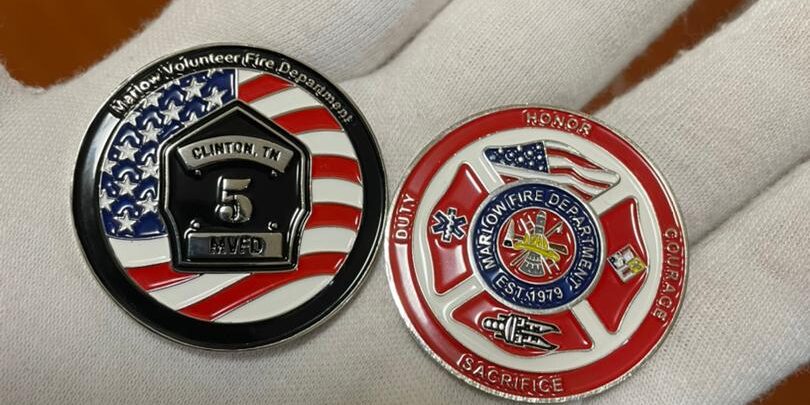 Marlow Volunteer Fire Department
CLINTON, TN
5
MVFD
HONOR
DUTY
COURAGE
SACRIFICE
MARLOW FIRE DEPARTMENT
EST. 1979